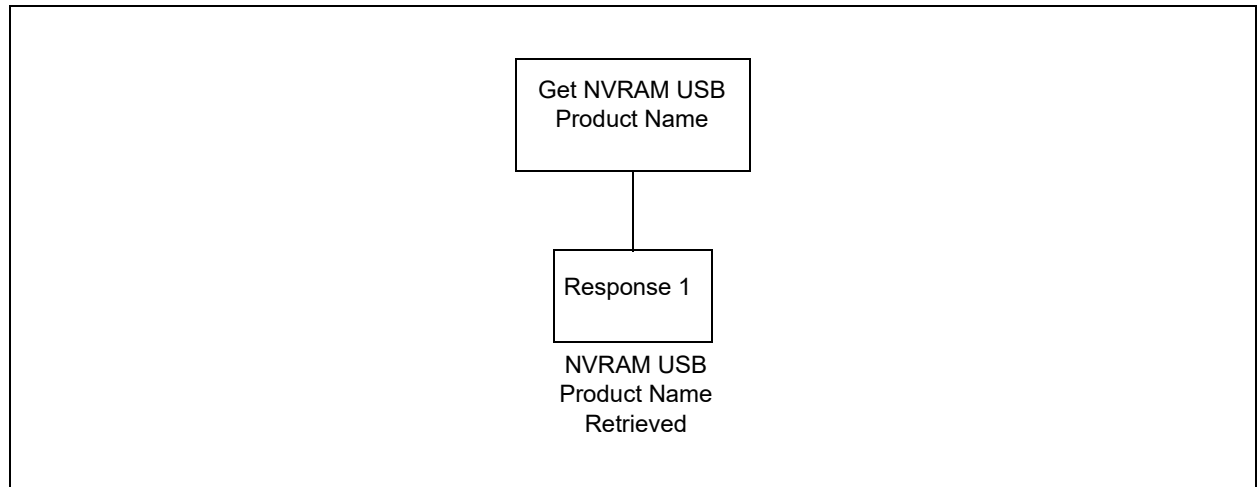 Get NVRAM USB
Product Name
Response 1
NVRAM USB
Product Name
Retrieved